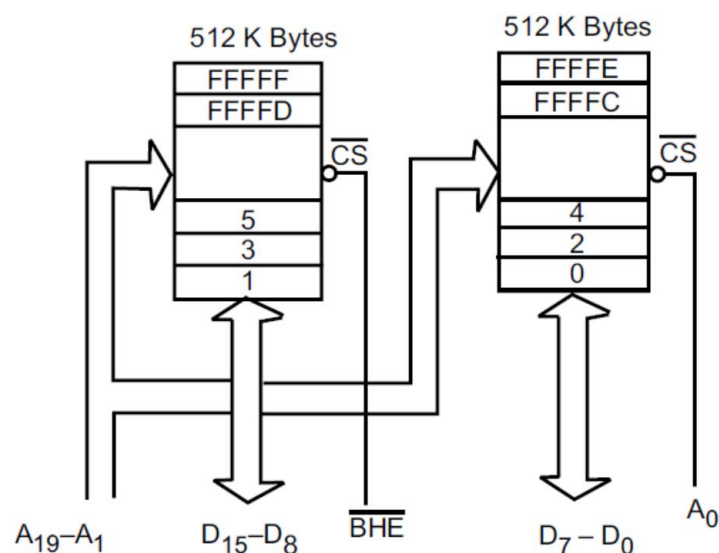 512 K Bytes
FFFFF
FFFFD
CS
5
3
1
512 K Bytes
FFFFE
FFFFC
CS
4
2
0
A19–A1
D15–D8
BHE
D7 – D0
A0